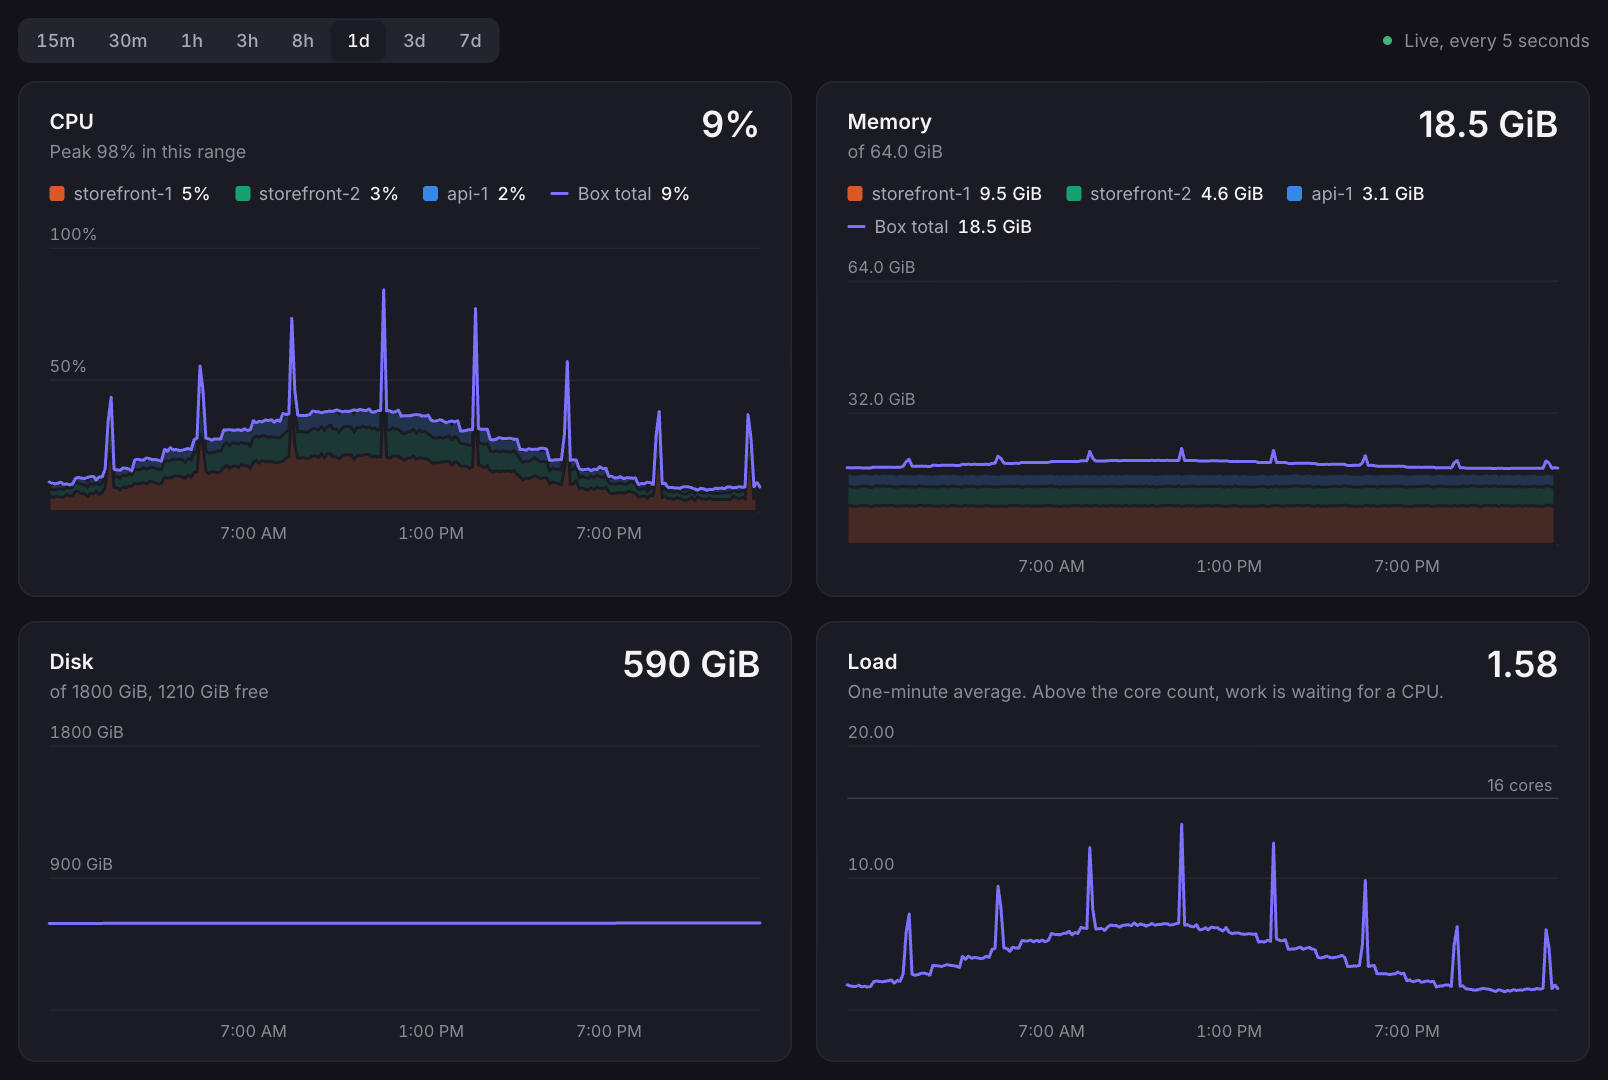 15m 30m 1h 3h 8h 1d 3d 7d
Live, every 5 seconds
CPU
9%
Peak 98% in this range
storefront-1 5% storefront-2 3% api-1 2% Box total 9%
100%
50%
7:00 AM 1:00 PM 7:00 PM
Memory
18.5 GiB
of 64.0 GiB
storefront-1 9.5 GiB storefront-2 4.6 GiB api-1 3.1 GiB
Box total 18.5 GiB
64.0 GiB
32.0 GiB
7:00 AM 1:00 PM 7:00 PM
Disk
590 GiB
of 1800 GiB, 1210 GiB free
1800 GiB
900 GiB
7:00 AM 1:00 PM 7:00 PM
Load
1.58
One-minute average. Above the core count, work is waiting for a CPU.
20.00
16 cores
10.00
7:00 AM 1:00 PM 7:00 PM